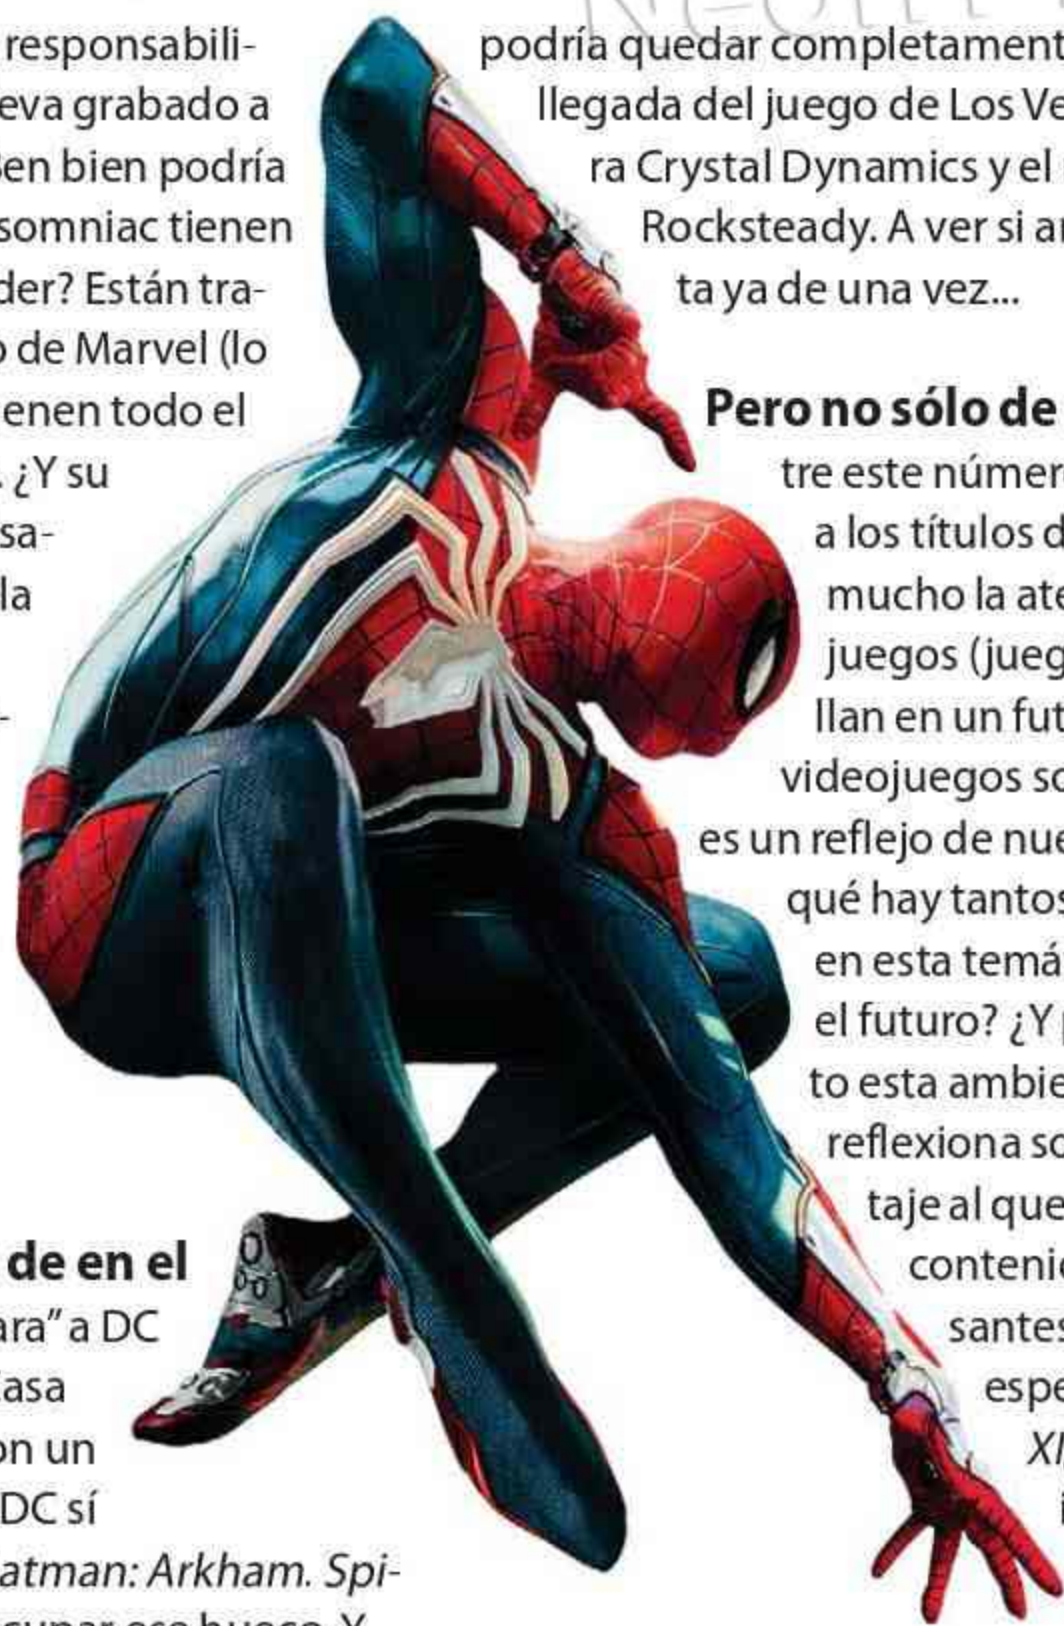 responsabili-
eva grabado a
en bien podría
somniac tienen
der? Están tra-
o de Marvel (lo
enen todo el
. ¿Y su
sa-
la
-
de en el
ara” a DC
asa
on un
DC sí
atman: Arkham. Spi-
podría quedar completament
llegada del juego de Los Ve
ra Crystal Dynamics y el
Rocksteady. A ver si a
ta ya de una vez...
Pero no sólo de
tre este númer
a los títulos d
mucho la ate
juegos (jueg
llan en un fut
videojuegos so
es un reflejo de nue
qué hay tantos
en esta temá
el futuro? ¿Y
to esta ambie
reflexiona so
taje al que
conteni
santes
espe
XI